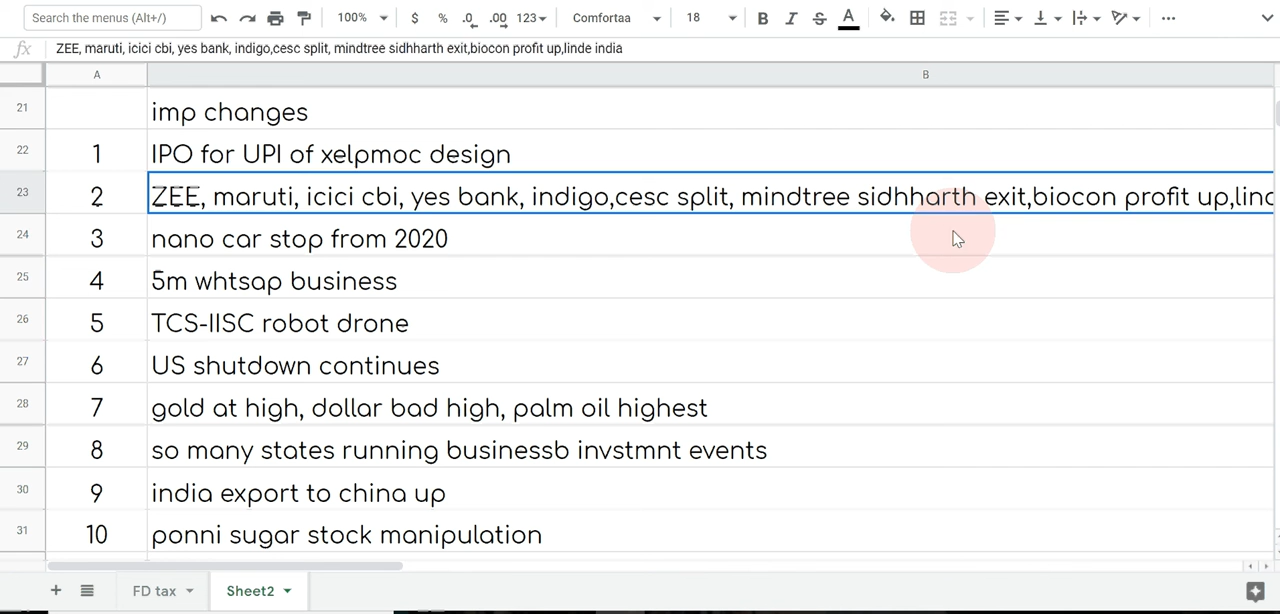 Search the menus (Alt+/) 100% $ % .0 .00 123 Comfortaa 18 B I S A
fx ZEE, maruti, icici cbi, yes bank, indigo,cesc split, mindtree sidhharth exit,biocon profit up,linde india
A B
21 imp changes
22 1 IPO for UPI of xelpmoc design
23 2 ZEE, maruti, icici cbi, yes bank, indigo,cesc split, mindtree sidhharth exit,biocon profit up,lind
24 3 nano car stop from 2020
25 4 5m whtsap business
26 5 TCS-IISC robot drone
27 6 US shutdown continues
28 7 gold at high, dollar bad high, palm oil highest
29 8 so many states running businessb invstmnt events
30 9 india export to china up
31 10 ponni sugar stock manipulation
FD tax Sheet2